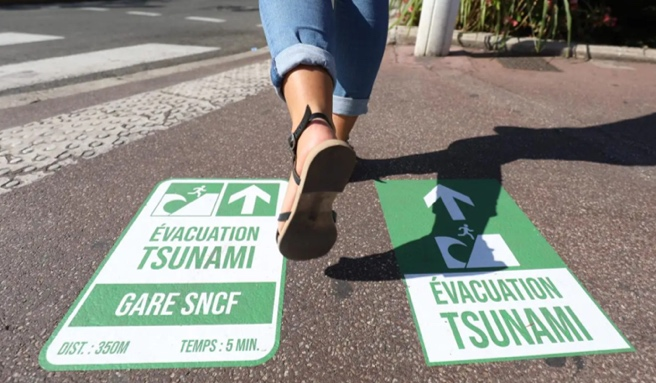 ÉVACUATION
TSUNAMI
GARE SNCF
DIST. : 350M TEMPS : 5 MIN.
ÉVACUATION
TSUNAMI